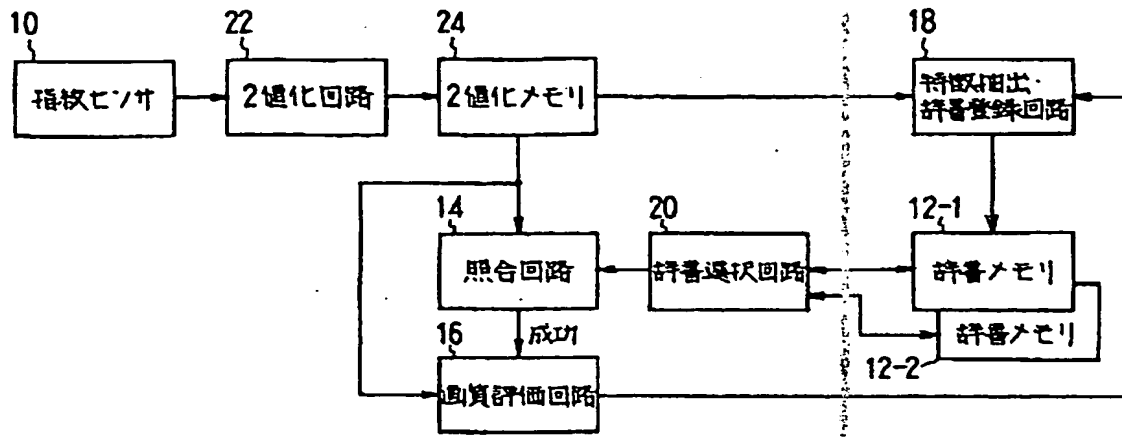 10
22
24
18
指紋センサ
2値化回路
2値化メモリ
特徴抽出・
辞書登録回路
14
20
12-1
照合回路
辞書選択回路
辞書メモリ
16
成功
辞書メモリ
12-2
画質評価回路